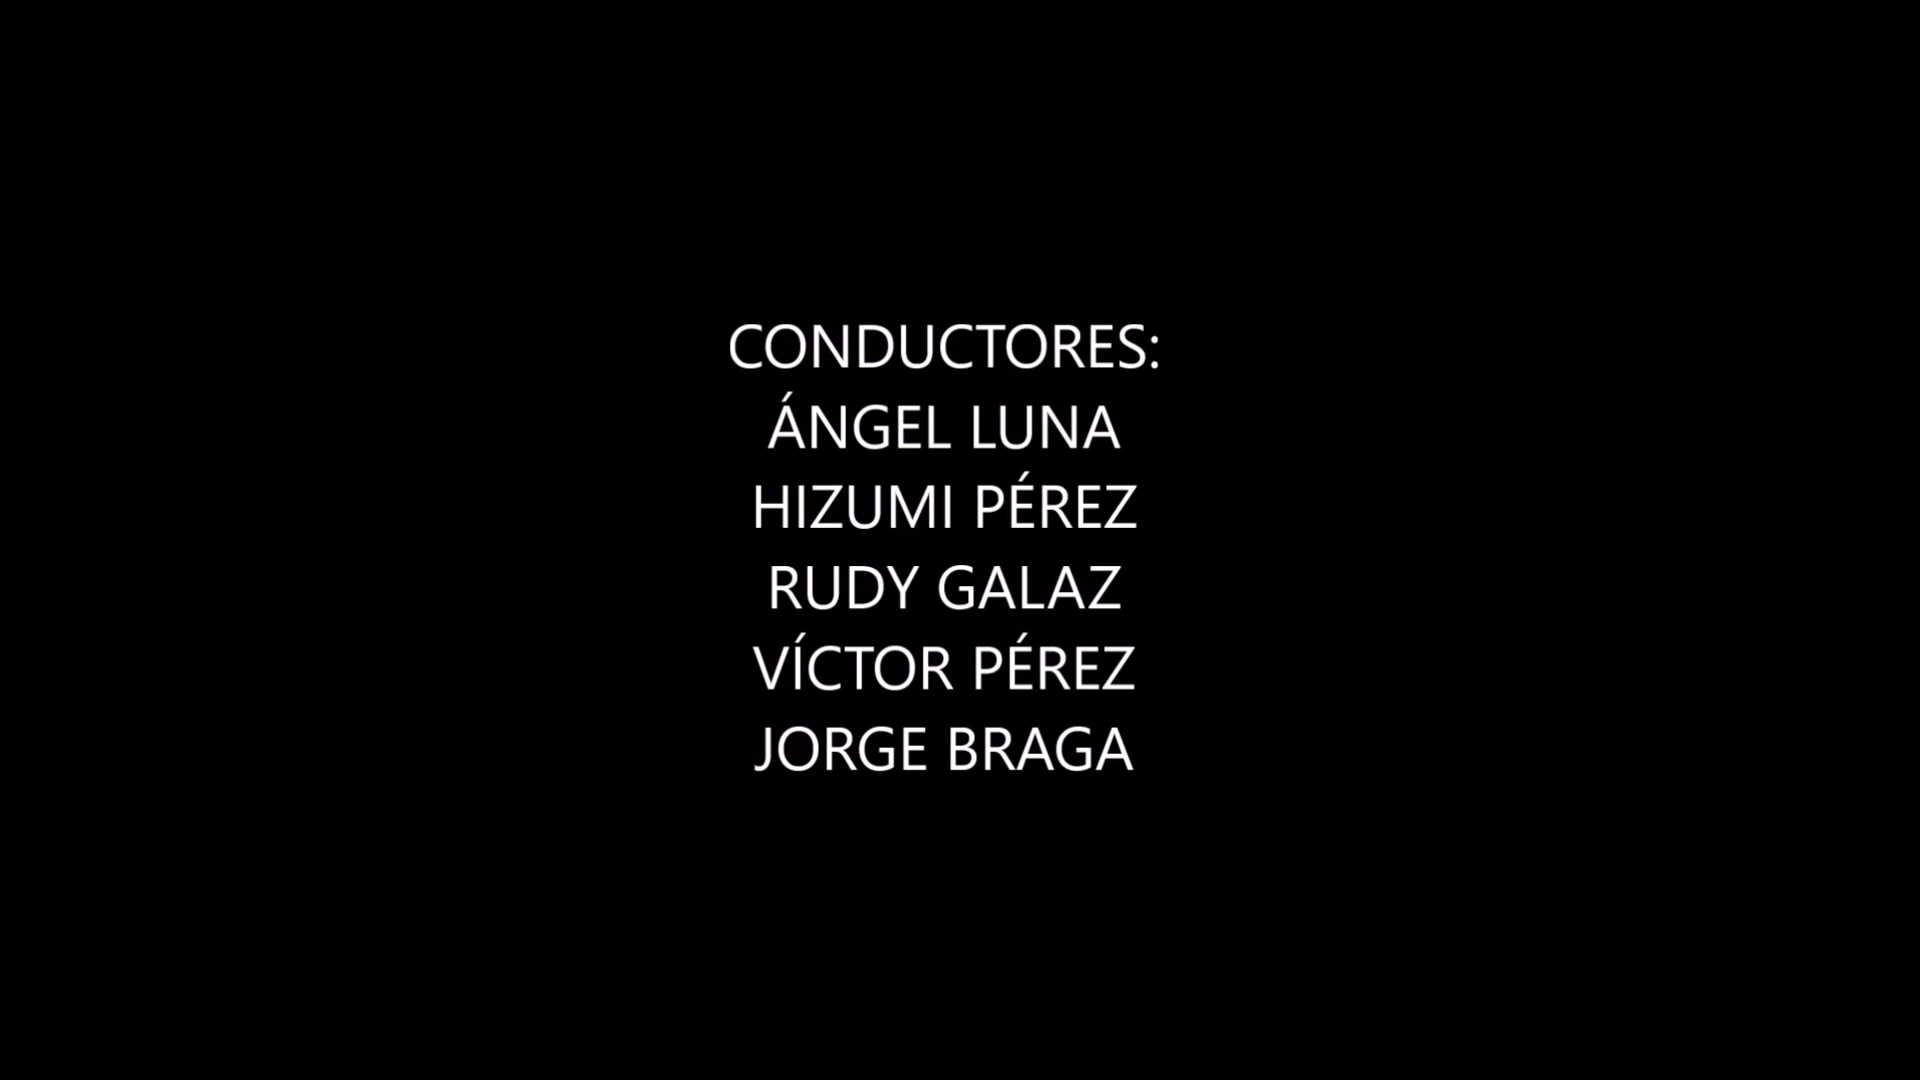 CONDUCTORES:
ÁNGEL LUNA
HIZUMI PÉREZ
RUDY GALAZ
VÍCTOR PÉREZ
JORGE BRAGA